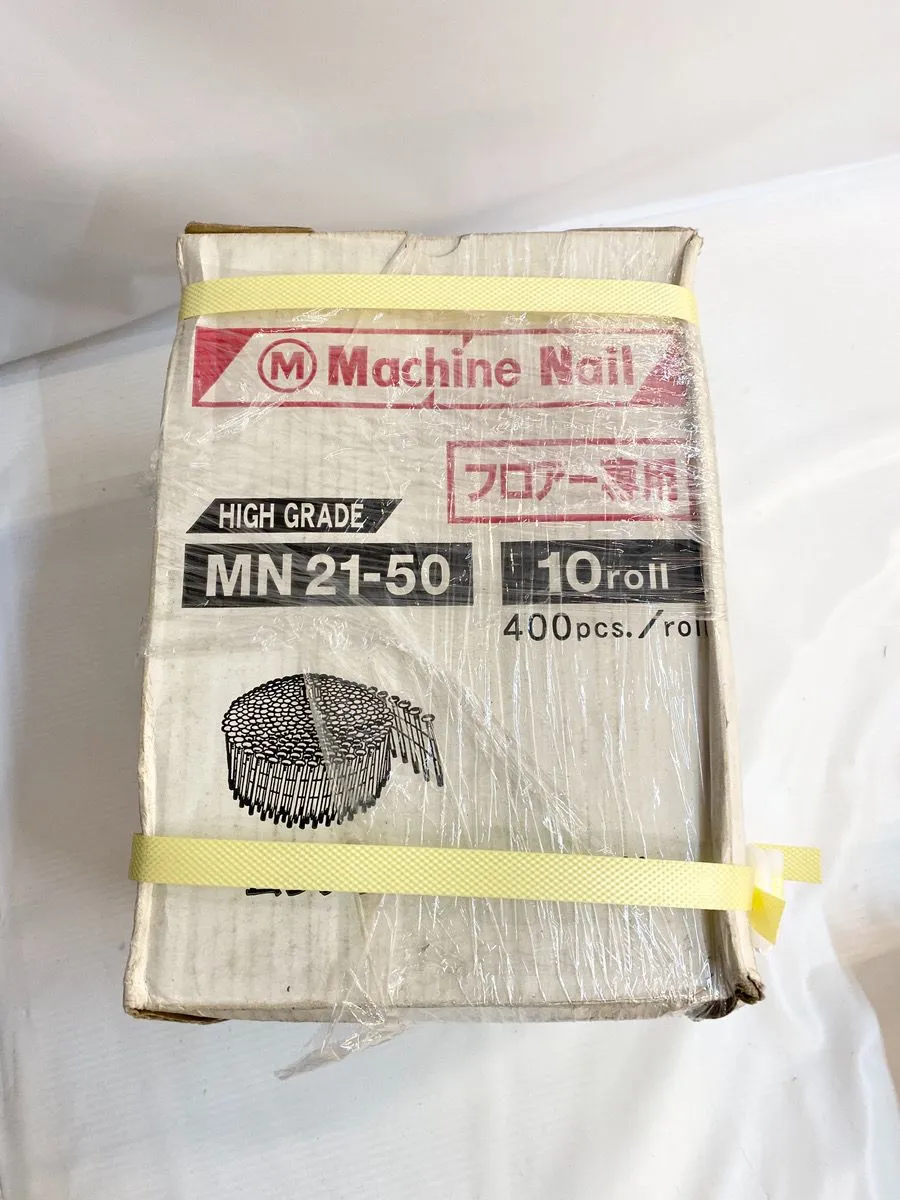 M Machine Nail
フロアー専用
HIGH GRADE
MN 21-50
10 roll
400pcs./roll